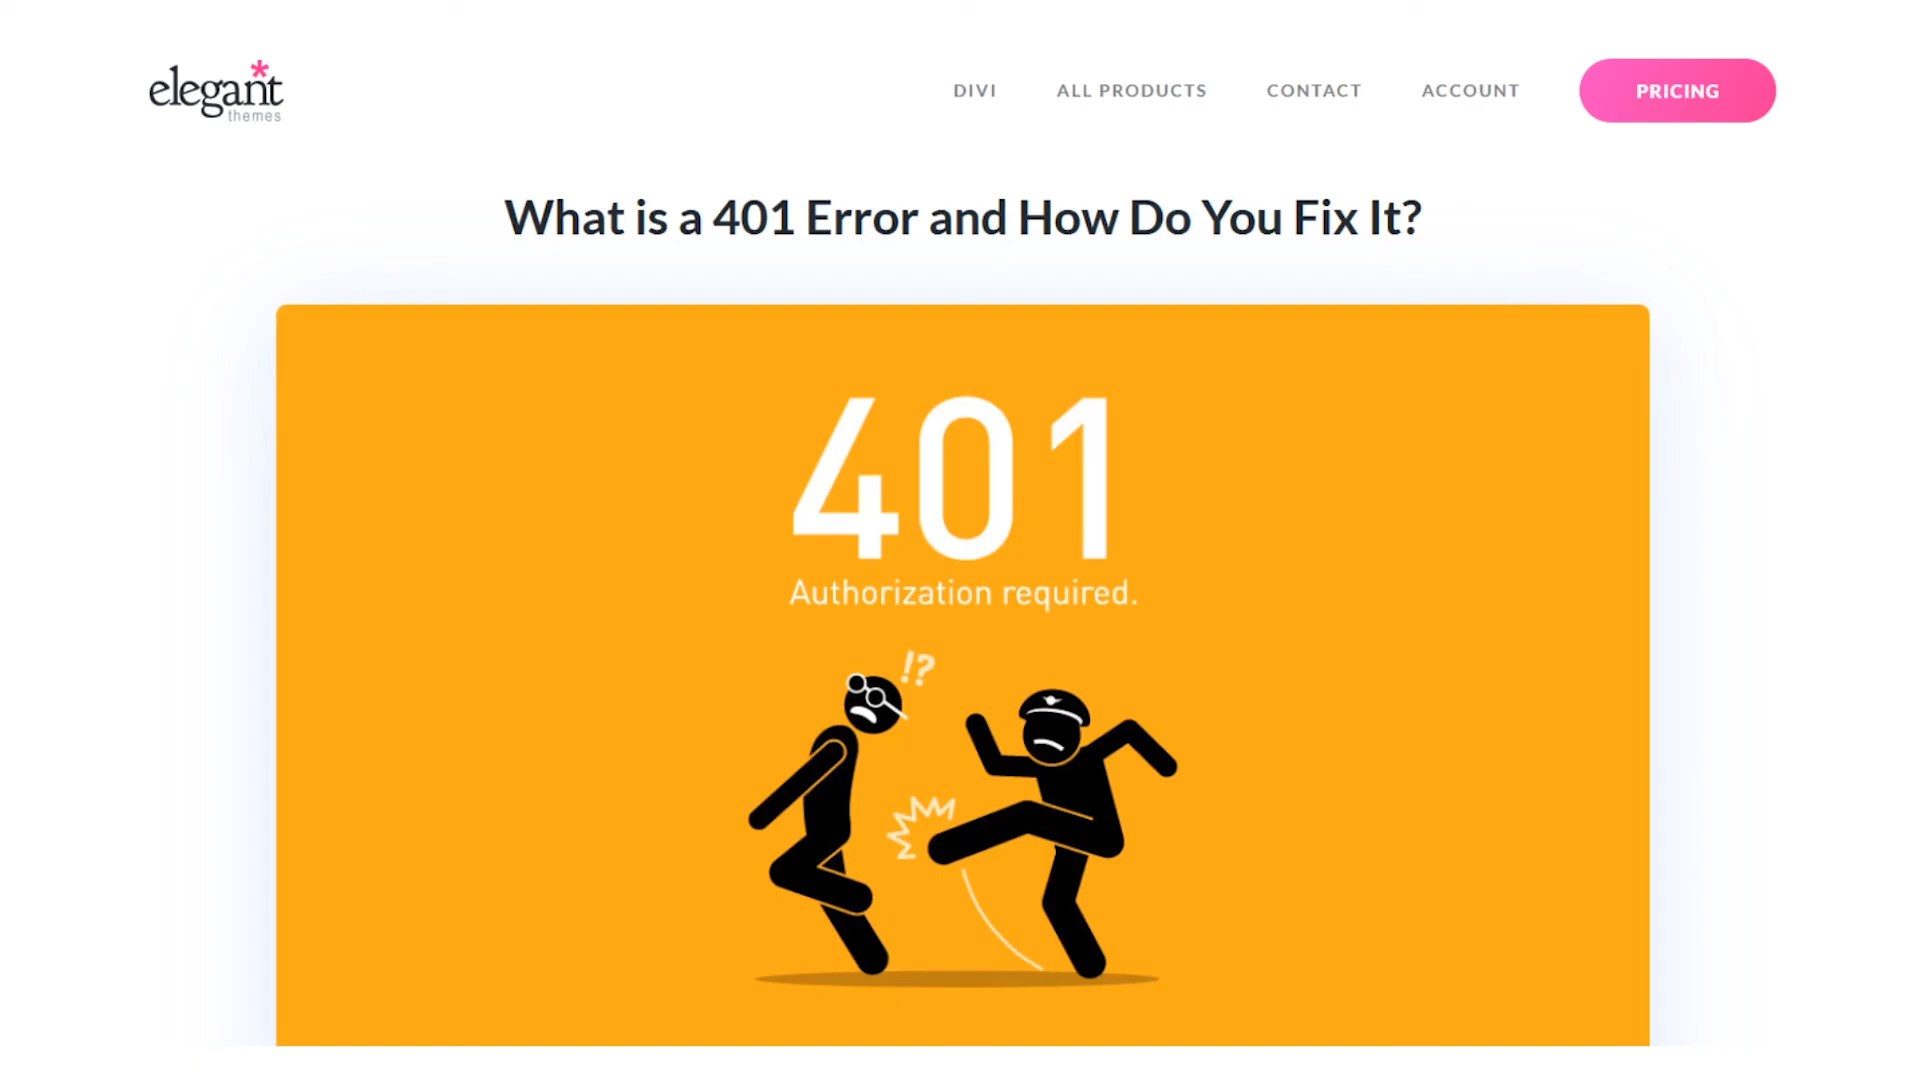 elegant
themes
DIVI
ALL PRODUCTS
CONTACT
ACCOUNT
PRICING
What is a 401 Error and How Do You Fix It?
401
Authorization required.
!?